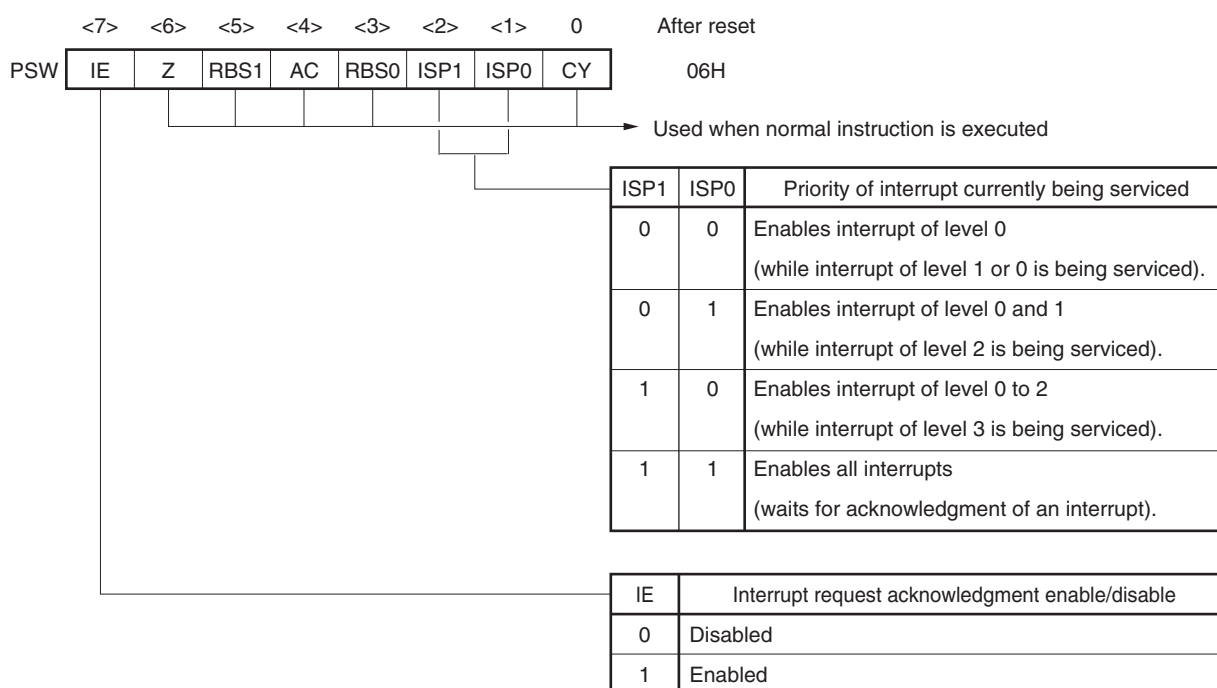 <7> <6> <5> <4> <3> <2> <1> 0 After reset
PSW IE Z RBS1 AC RBS0 ISP1 ISP0 CY 06H
Used when normal instruction is executed
ISP1 ISP0 Priority of interrupt currently being serviced
0 0 Enables interrupt of level 0
(while interrupt of level 1 or 0 is being serviced).
0 1 Enables interrupt of level 0 and 1
(while interrupt of level 2 is being serviced).
1 0 Enables interrupt of level 0 to 2
(while interrupt of level 3 is being serviced).
1 1 Enables all interrupts
(waits for acknowledgment of an interrupt).
IE Interrupt request acknowledgment enable/disable
0 Disabled
1 Enabled